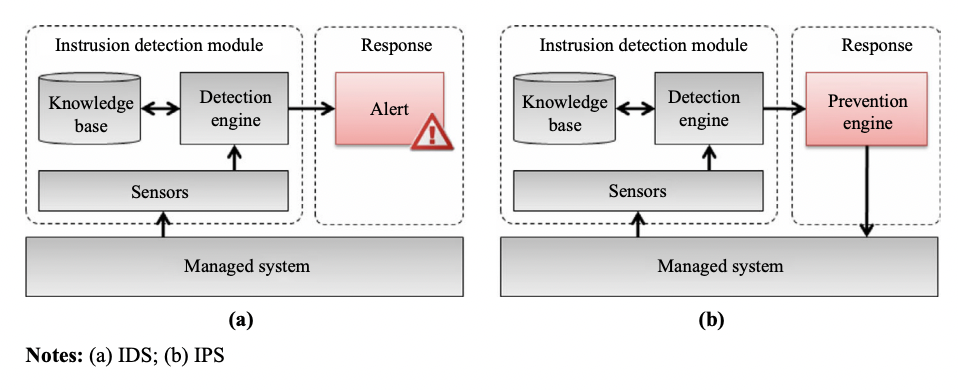 Instrusion detection module
Response
Knowledge
base
Detection
engine
Alert
Sensors
Managed system
(a)
Instrusion detection module
Response
Knowledge
base
Detection
engine
Prevention
engine
Sensors
Managed system
(b)
Notes: (a) IDS; (b) IPS